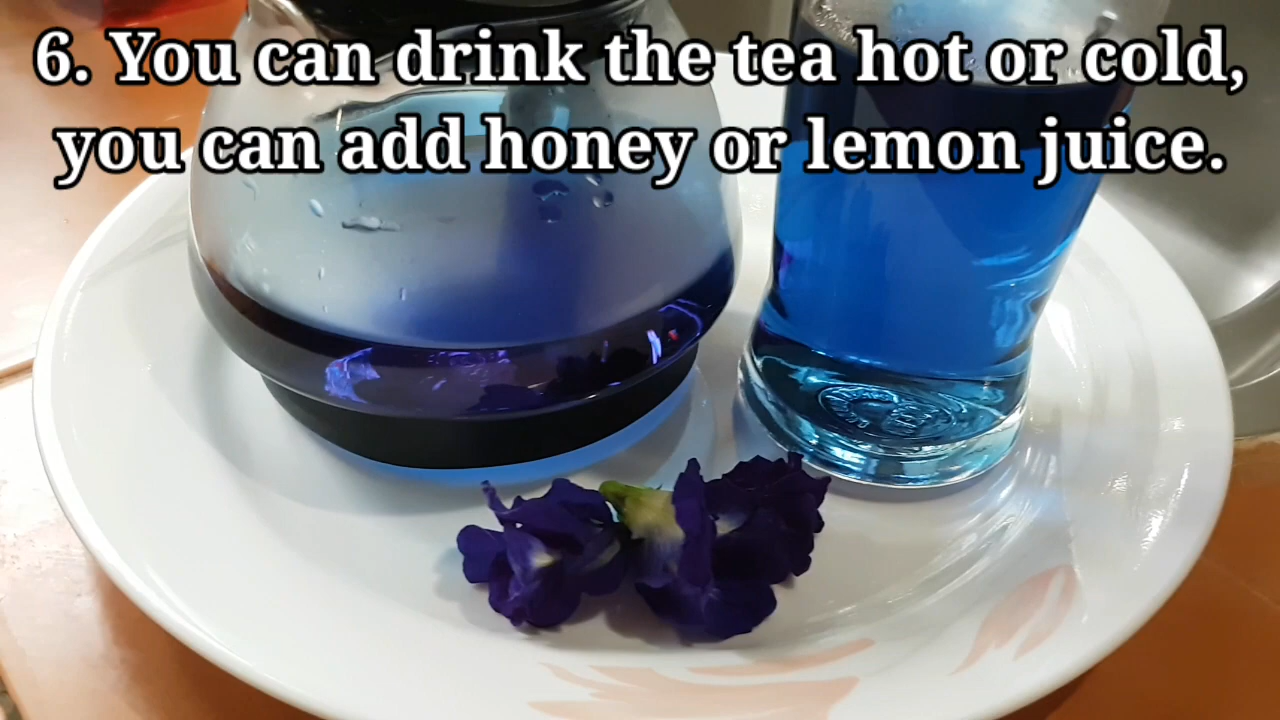 6. You can drink the tea hot or cold,
you can add honey or lemon juice.